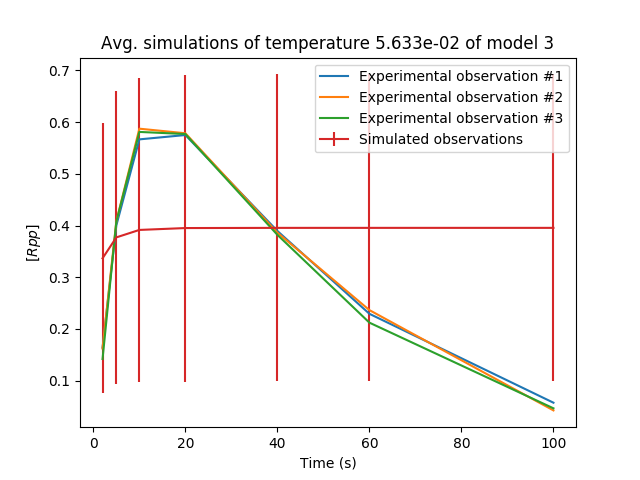 Avg. simulations of temperature 5.633e-02 of model 3
0.7
0.6
0.5
0.4
0.3
0.2
0.1
[Rpp]
Experimental observation #1
Experimental observation #2
Experimental observation #3
Simulated observations
0 20 40 60 80 100
Time (s)